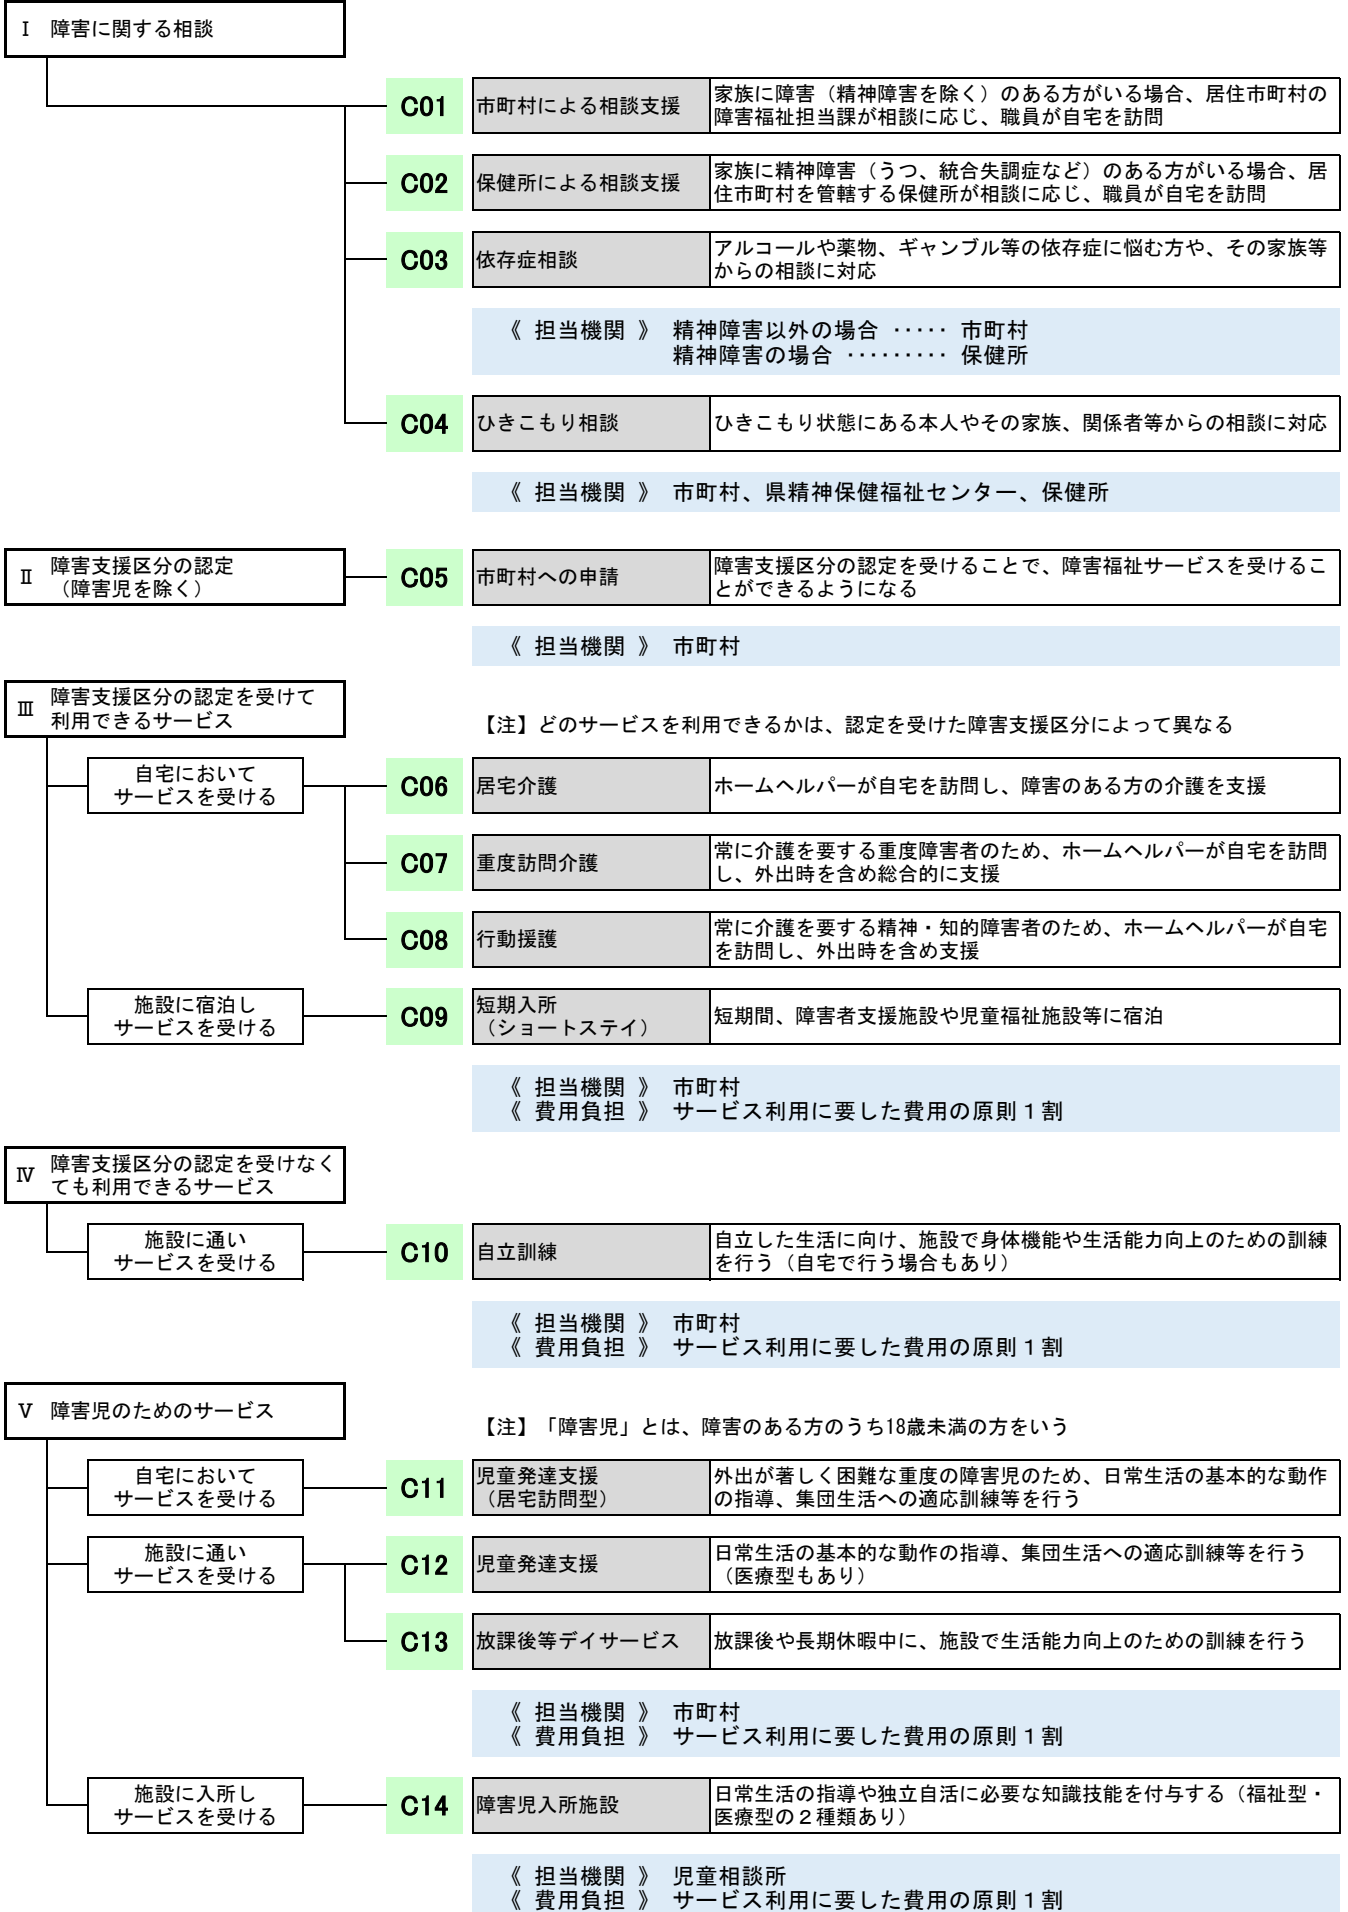 Ⅰ 障害に関する相談
C01 市町村による相談支援 家族に障害（精神障害を除く）のある方がいる場合、居住市町村の
障害福祉担当課が相談に応じ、職員が自宅を訪問
C02 保健所による相談支援 家族に精神障害（うつ、統合失調症など）のある方がいる場合、居
住市町村を管轄する保健所が相談に応じ、職員が自宅を訪問
C03 依存症相談 アルコールや薬物、ギャンブル等の依存症に悩む方や、その家族等
からの相談に対応
《 担当機関 》 精神障害以外の場合 ‥‥‥ 市町村
精神障害の場合 ‥‥‥‥‥ 保健所
C04 ひきこもり相談 ひきこもり状態にある本人やその家族、関係者等からの相談に対応
《 担当機関 》 市町村、県精神保健福祉センター、保健所
Ⅱ 障害支援区分の認定
（障害児を除く）
C05 市町村への申請 障害支援区分の認定を受けることで、障害福祉サービスを受けるこ
とができるようになる
《 担当機関 》 市町村
Ⅲ 障害支援区分の認定を受けて
利用できるサービス
【注】どのサービスを利用できるかは、認定を受けた障害支援区分によって異なる
自宅において
サービスを受ける
C06 居宅介護 ホームヘルパーが自宅を訪問し、障害のある方の介護を支援
C07 重度訪問介護 常に介護を要する重度障害者のため、ホームヘルパーが自宅を訪問
し、外出時を含め総合的に支援
C08 行動援護 常に介護を要する精神・知的障害者のため、ホームヘルパーが自宅
を訪問し、外出時を含め支援
施設に宿泊し
サービスを受ける
C09 短期入所
（ショートステイ）
短期間、障害者支援施設や児童福祉施設等に宿泊
《 担当機関 》 市町村
《 費用負担 》 サービス利用に要した費用の原則１割
Ⅳ 障害支援区分の認定を受けなく
ても利用できるサービス
施設に通い
サービスを受ける
C10 自立訓練 自立した生活に向け、施設で身体機能や生活能力向上のための訓練
を行う（自宅で行う場合もあり）
《 担当機関 》 市町村
《 費用負担 》 サービス利用に要した費用の原則１割
Ⅴ 障害児のためのサービス
【注】「障害児」とは、障害のある方のうち18歳未満の方をいう
自宅において
サービスを受ける
C11 児童発達支援
（居宅訪問型）
外出が著しく困難な重度の障害児のため、日常生活の基本的な動作
の指導、集団生活への適応訓練等を行う
施設に通い
サービスを受ける
C12 児童発達支援 日常生活の基本的な動作の指導、集団生活への適応訓練等を行う
（医療型もあり）
C13 放課後等デイサービス 放課後や長期休暇中に、施設で生活能力向上のための訓練を行う
《 担当機関 》 市町村
《 費用負担 》 サービス利用に要した費用の原則１割
施設に入所し
サービスを受ける
C14 障害児入所施設 日常生活の指導や独立自活に必要な知識技能を付与する（福祉型・
医療型の２種類あり）
《 担当機関 》 児童相談所
《 費用負担 》 サービス利用に要した費用の原則１割